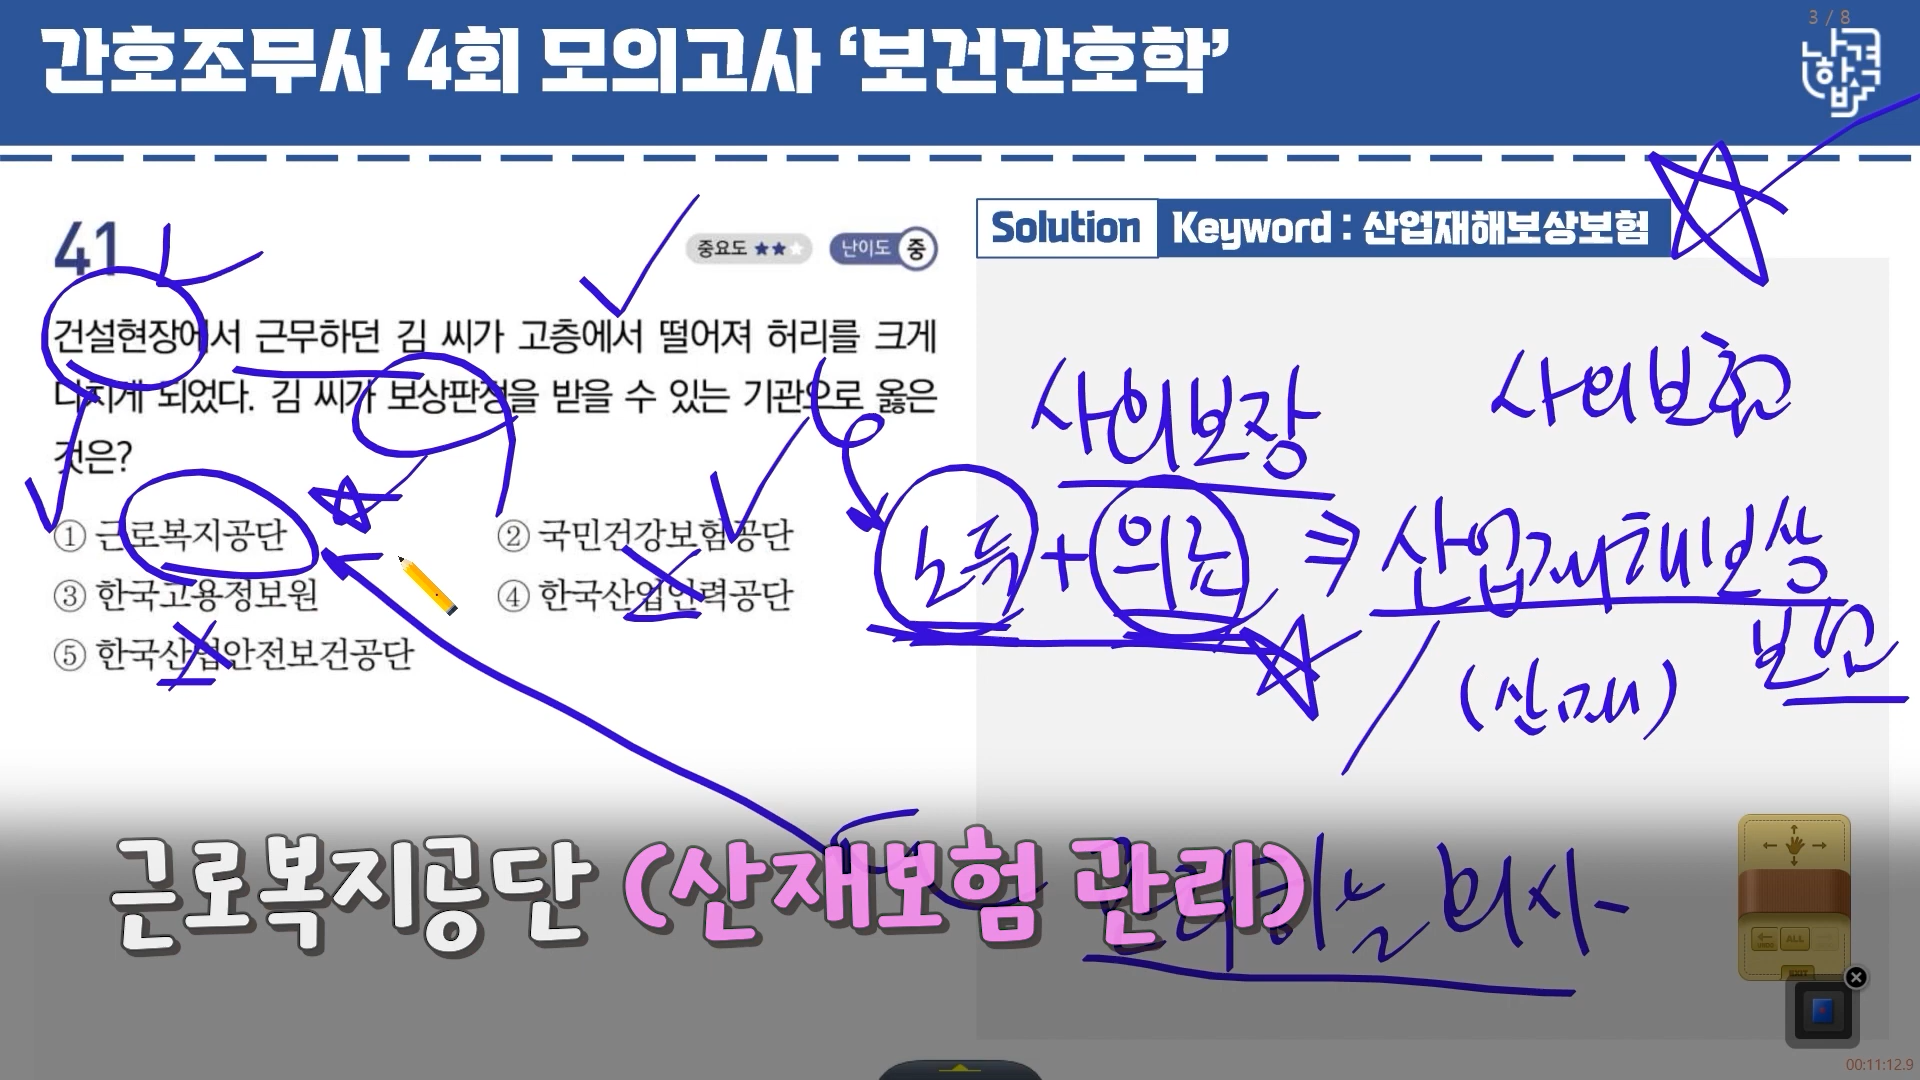 3 / 8
간호조무사 4회 모의고사 ‘보건간호학’
나합격
41
중요도 ★★☆ 난이도 중
건설현장에서 근무하던 김 씨가 고층에서 떨어져 허리를 크게
다치게 되었다. 김 씨가 보상판정을 받을 수 있는 기관으로 옳은
것은?
① 근로복지공단 ② 국민건강보험공단
③ 한국고용정보원 ④ 한국산업인력공단
⑤ 한국산업안전보건공단
Solution Keyword : 산업재해보상보험
사회보장 사회보험
소득 + 의료 ⇒ 산업재해보상
보험
(산재)
회사
근로복지공단 (산재보험 관리)
ALL
EXIT
00:11:12.9